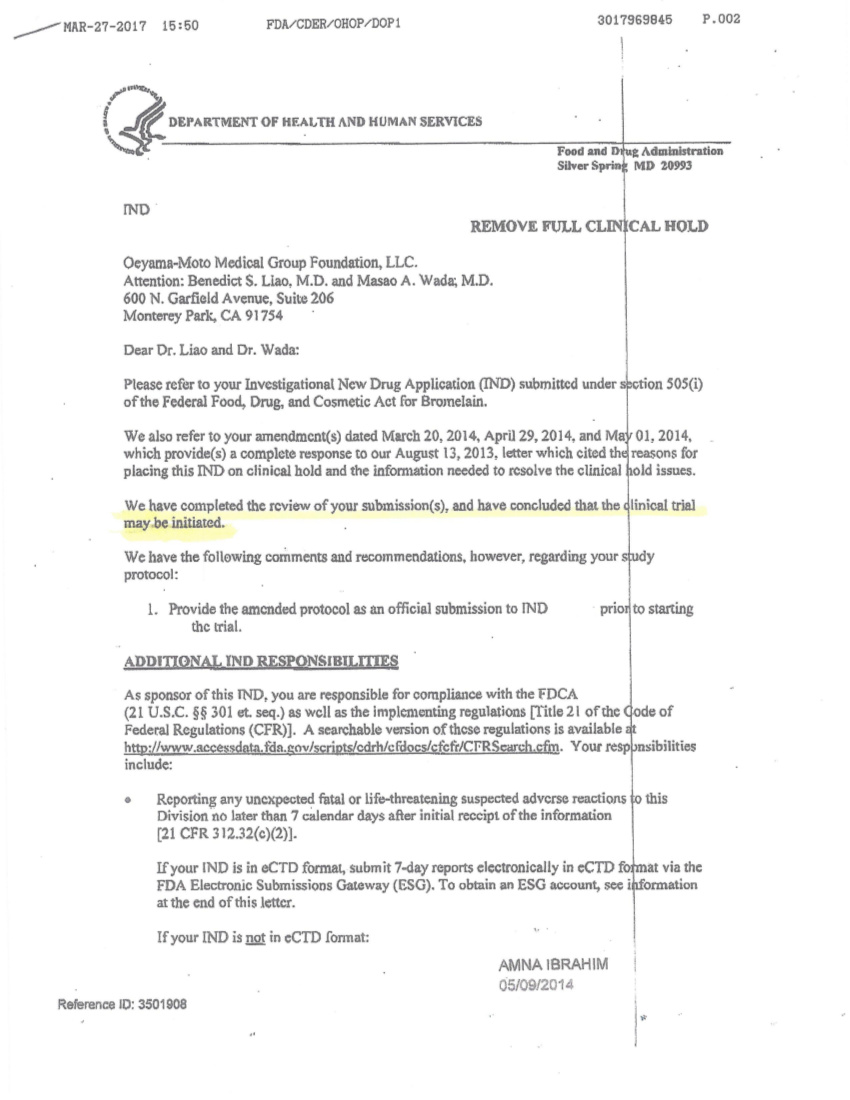 MAR-27-2017 15:50 FDA/CDER/OHOP/DOP1 3017969845 P.002
DEPARTMENT OF HEALTH AND HUMAN SERVICES
Food and Drug Administration
Silver Spring MD 20993
IND
REMOVE FULL CLINICAL HOLD
Oeyama-Moto Medical Group Foundation, LLC.
Attention: Benedict S. Liao, M.D. and Masao A. Wada, M.D.
600 N. Garfield Avenue, Suite 206
Monterey Park, CA 91754
Dear Dr. Liao and Dr. Wada:
Please refer to your Investigational New Drug Application (IND) submitted under section 505(i)
of the Federal Food, Drug, and Cosmetic Act for Bromelain.
We also refer to your amendment(s) dated March 20, 2014, April 29, 2014, and May 01, 2014,
which provide(s) a complete response to our August 13, 2013, letter which cited the reasons for
placing this IND on clinical hold and the information needed to resolve the clinical hold issues.
We have completed the review of your submission(s), and have concluded that the clinical trial
may be initiated.
We have the following comments and recommendations, however, regarding your study
protocol:
1. Provide the amended protocol as an official submission to IND prior to starting
the trial.
ADDITIONAL IND RESPONSIBILITIES
As sponsor of this IND, you are responsible for compliance with the FDCA
(21 U.S.C. §§ 301 et. seq.) as well as the implementing regulations [Title 21 of the Code of
Federal Regulations (CFR)]. A searchable version of these regulations is available at
http://www.accessdata.fda.gov/scripts/cdrh/cfdocs/cfcfr/CFRSearch.cfm. Your responsibilities
include:
• Reporting any unexpected fatal or life-threatening suspected adverse reactions to this
Division no later than 7 calendar days after initial receipt of the information
[21 CFR 312.32(c)(2)].
If your IND is in eCTD format, submit 7-day reports electronically in eCTD format via the
FDA Electronic Submissions Gateway (ESG). To obtain an ESG account, see information
at the end of this letter.
If your IND is not in eCTD format:
AMNA IBRAHIM
05/09/2014
Reference ID: 3501908